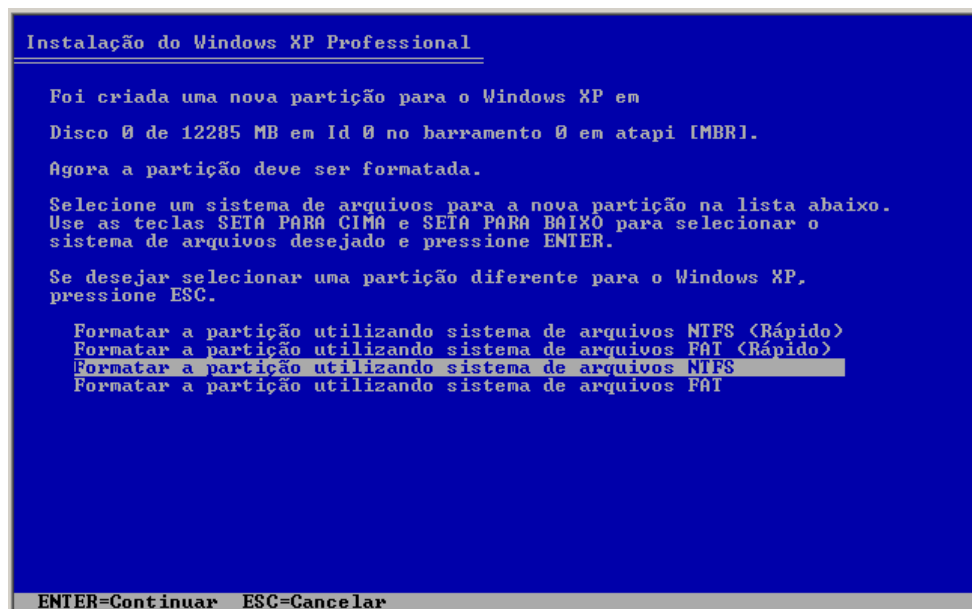 Instalação do Windows XP Professional
Foi criada uma nova partição para o Windows XP em
Disco 0 de 12285 MB em Id 0 no barramento 0 em atapi [MBR].
Agora a partição deve ser formatada.
Selecione um sistema de arquivos para a nova partição na lista abaixo.
Use as teclas SETA PARA CIMA e SETA PARA BAIXO para selecionar o
sistema de arquivos desejado e pressione ENTER.
Se desejar selecionar uma partição diferente para o Windows XP,
pressione ESC.
Formatar a partição utilizando sistema de arquivos NTFS (Rápido)
Formatar a partição utilizando sistema de arquivos FAT (Rápido)
Formatar a partição utilizando sistema de arquivos NTFS
Formatar a partição utilizando sistema de arquivos FAT
ENTER=Continuar ESC=Cancelar